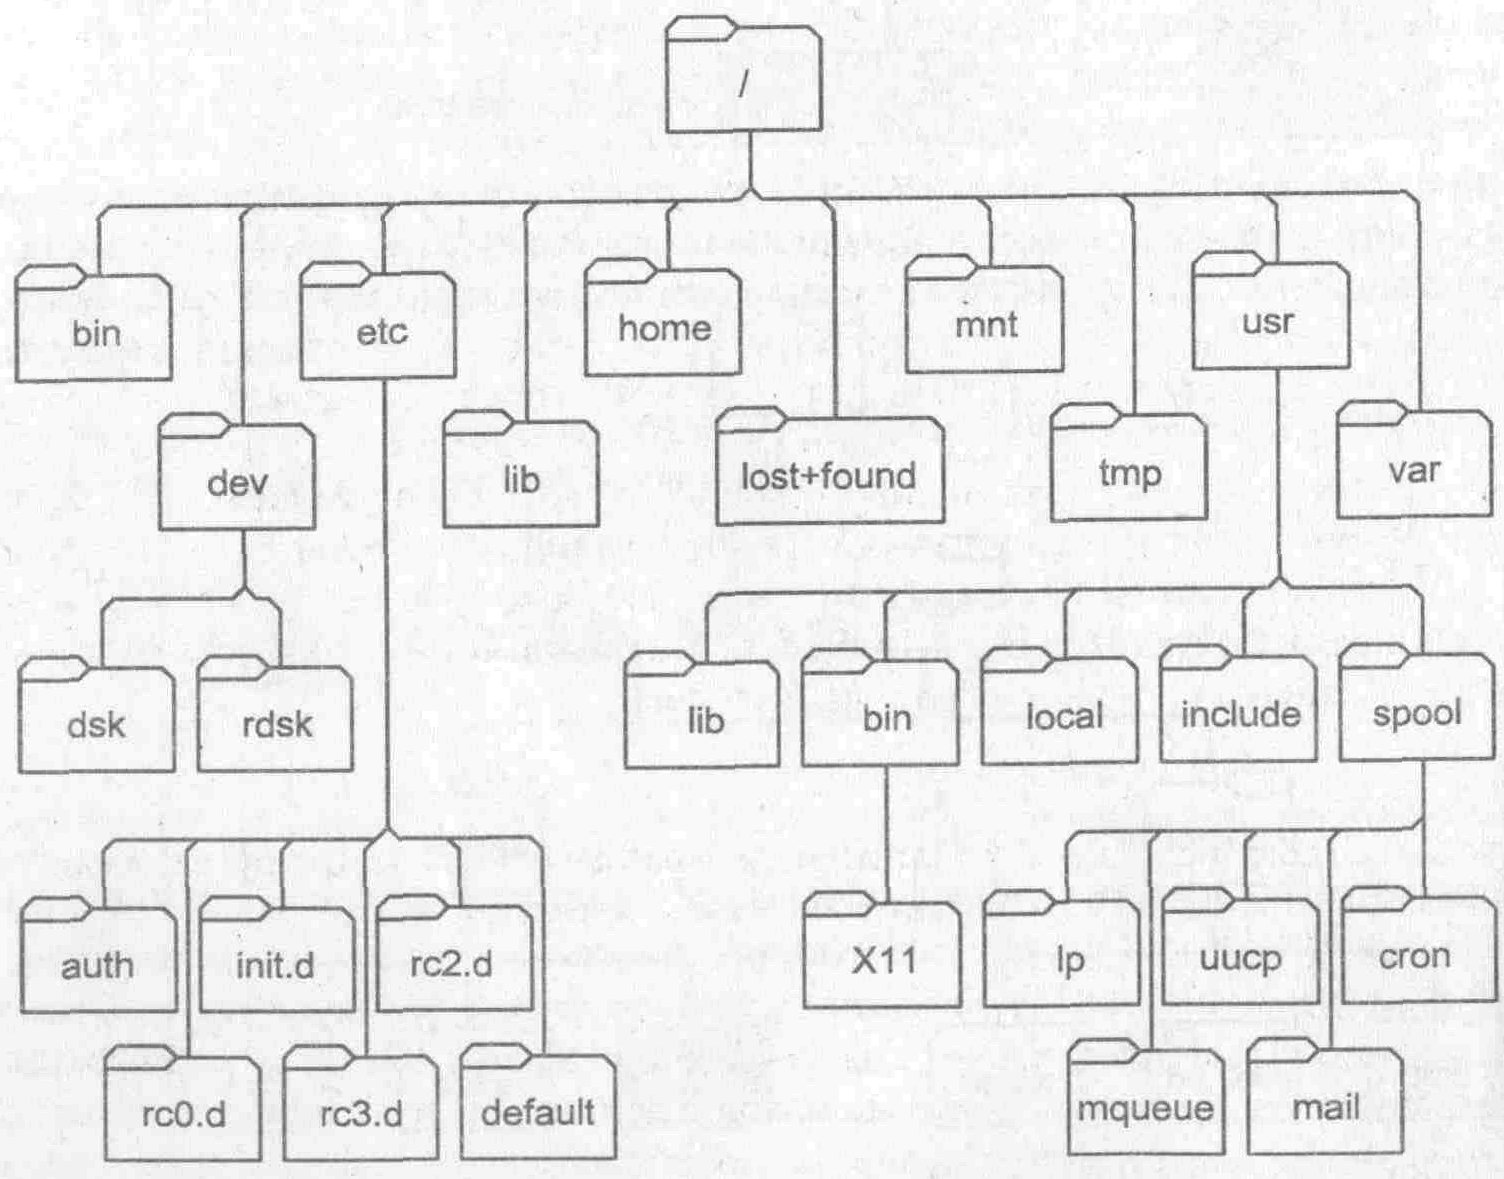 /
bin
etc
home
mnt
usr
dev
lib
lost+found
tmp
var
dsk
rdsk
lib
bin
local
include
spool
auth
init.d
rc2.d
X11
lp
uucp
cron
rc0.d
rc3.d
default
mqueue
mail